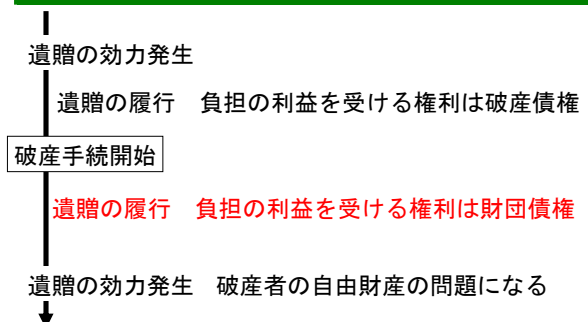 遺贈の効力発生
遺贈の履行　負担の利益を受ける権利は破産債権
破産手続開始
遺贈の履行　負担の利益を受ける権利は財団債権
遺贈の効力発生　破産者の自由財産の問題になる